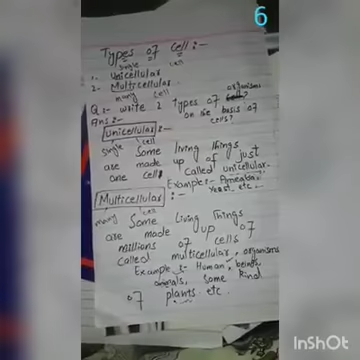 6
Types of Cell:-
single cell
1. Unicellular
2. Multicellular
many cell
Q:- write 2 Types of organisms
on the basis of
cells?
Ans:-
Unicellular:-
single cell
Some living things
are made up of just
one cell called unicellular.
Example:- Amoeba,
yeast etc.
Multicellular :-
many cell
Some Living Things
are made up of
millions of cells
called multicellular, organisms
Example :- Human, beings
animals, some kind
of plants etc.
InShOt